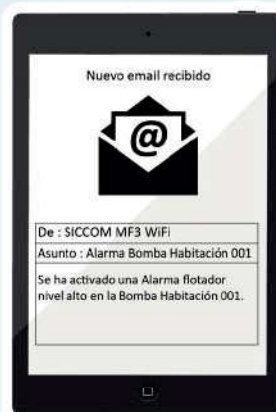 Nuevo email recibido
@
De : SICCOM MF3 WiFi
Asunto : Alarma Bomba Habitación 001
Se ha activado una Alarma flotador
nivel alto en la Bomba Habitación 001.